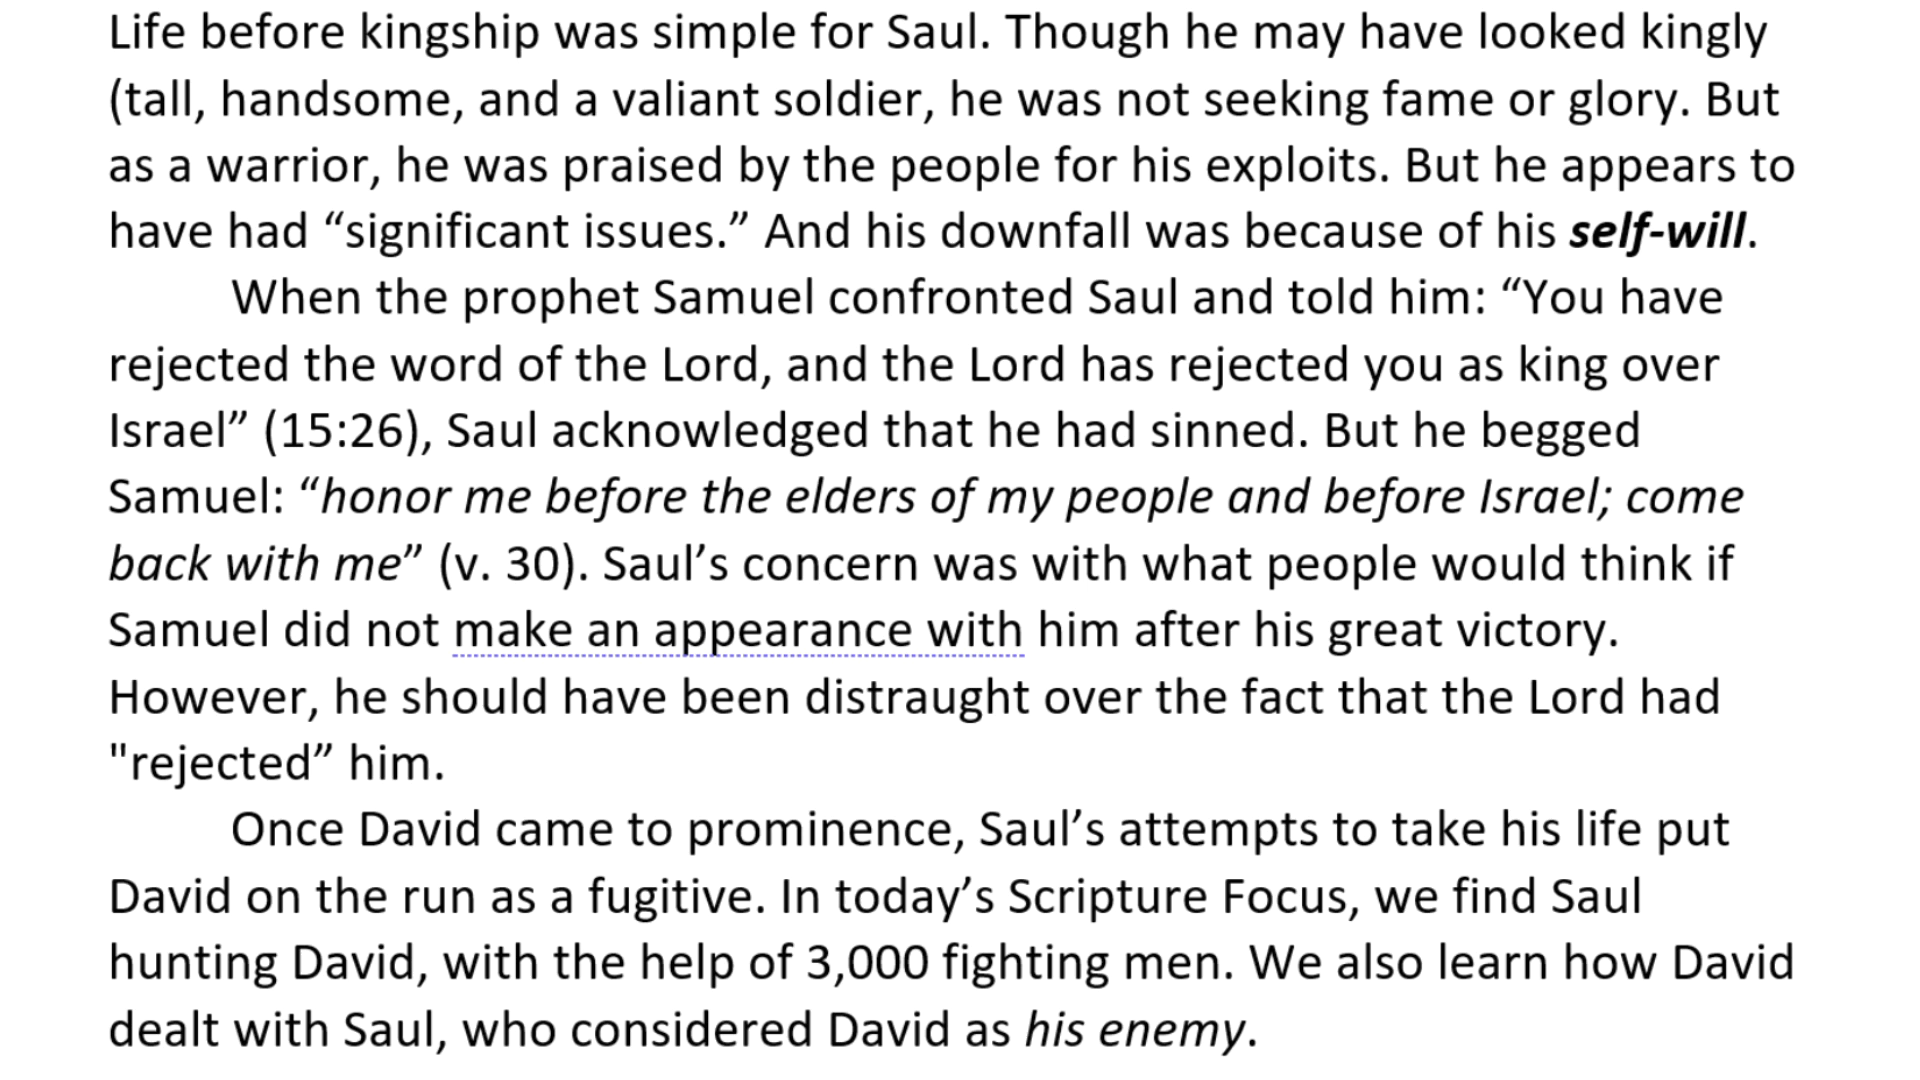 Life before kingship was simple for Saul. Though he may have looked kingly
(tall, handsome, and a valiant soldier, he was not seeking fame or glory. But
as a warrior, he was praised by the people for his exploits. But he appears to
have had “significant issues.” And his downfall was because of his self-will.
When the prophet Samuel confronted Saul and told him: “You have
rejected the word of the Lord, and the Lord has rejected you as king over
Israel” (15:26), Saul acknowledged that he had sinned. But he begged
Samuel: “honor me before the elders of my people and before Israel; come
back with me” (v. 30). Saul’s concern was with what people would think if
Samuel did not make an appearance with him after his great victory.
However, he should have been distraught over the fact that the Lord had
"rejected” him.
Once David came to prominence, Saul’s attempts to take his life put
David on the run as a fugitive. In today’s Scripture Focus, we find Saul
hunting David, with the help of 3,000 fighting men. We also learn how David
dealt with Saul, who considered David as his enemy.